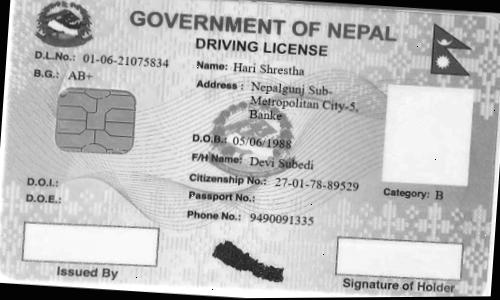 GOVERNMENT OF NEPAL
DRIVING LICENSE
D.L.No.: 01-06-21075834
B.G.: AB+
Name: Hari Shrestha
Address : Nepalgunj Sub-
Metropolitan City-5,
Banke
D.O.B: 05/06/1988
F/H Name: Devi Subedi
Citizenship No.: 27-01-78-89529
Passport No.:
Phone No.: 9490091335
D.O.I.:
D.O.E.:
Category: B
Issued By
Signature of Holder